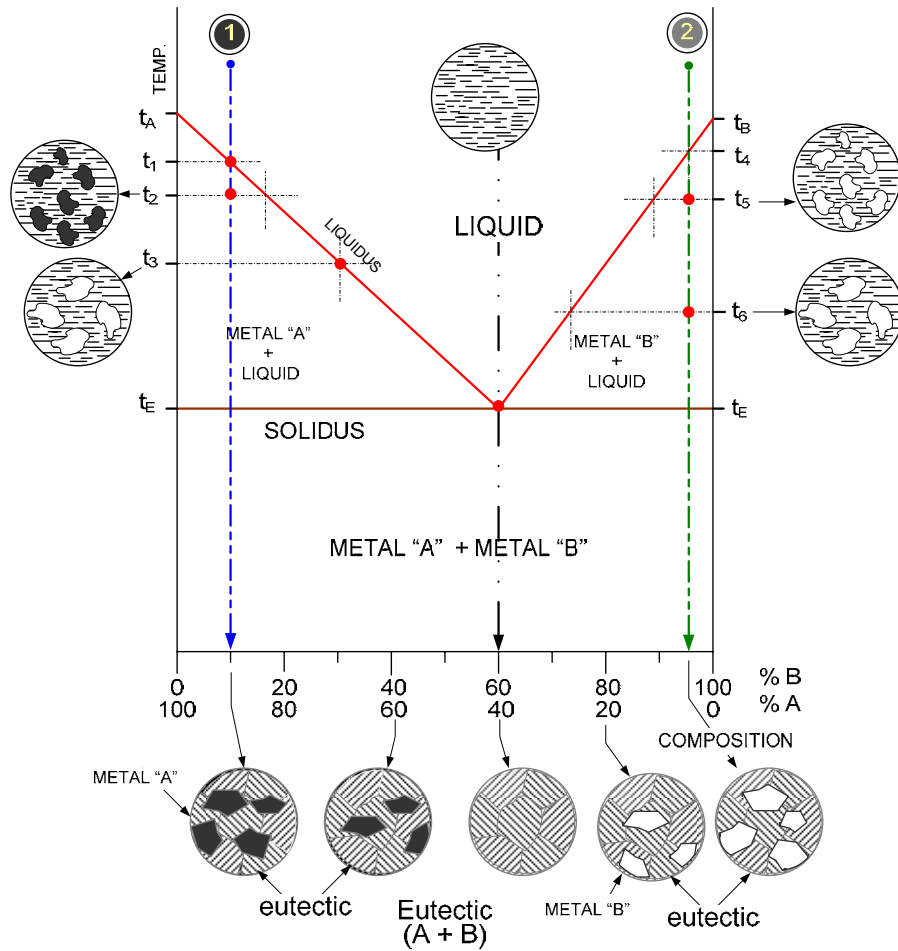 1
2
TEMP.
tA
t1
t2
t3
tE
tB
t4
t5
t6
tE
LIQUID
LIQUIDUS
METAL “A”
+
LIQUID
METAL “B”
+
LIQUID
SOLIDUS
METAL “A” + METAL “B”
0 20 40 60 80 100 % B
100 80 60 40 20 0 % A
COMPOSITION
METAL “A”
eutectic
Eutectic
(A + B)
METAL “B”
eutectic